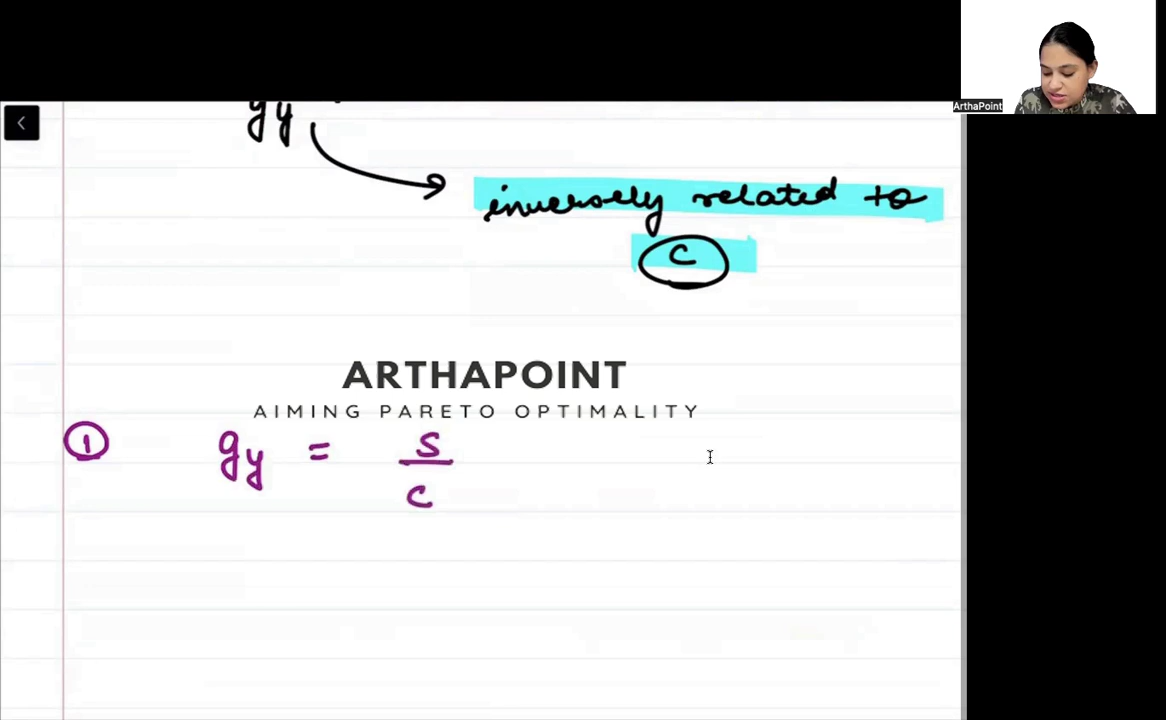 ArthaPoint
gy
inversely related to
c
ARTHAPOINT
AIMING PARETO OPTIMALITY
① gy = s/c